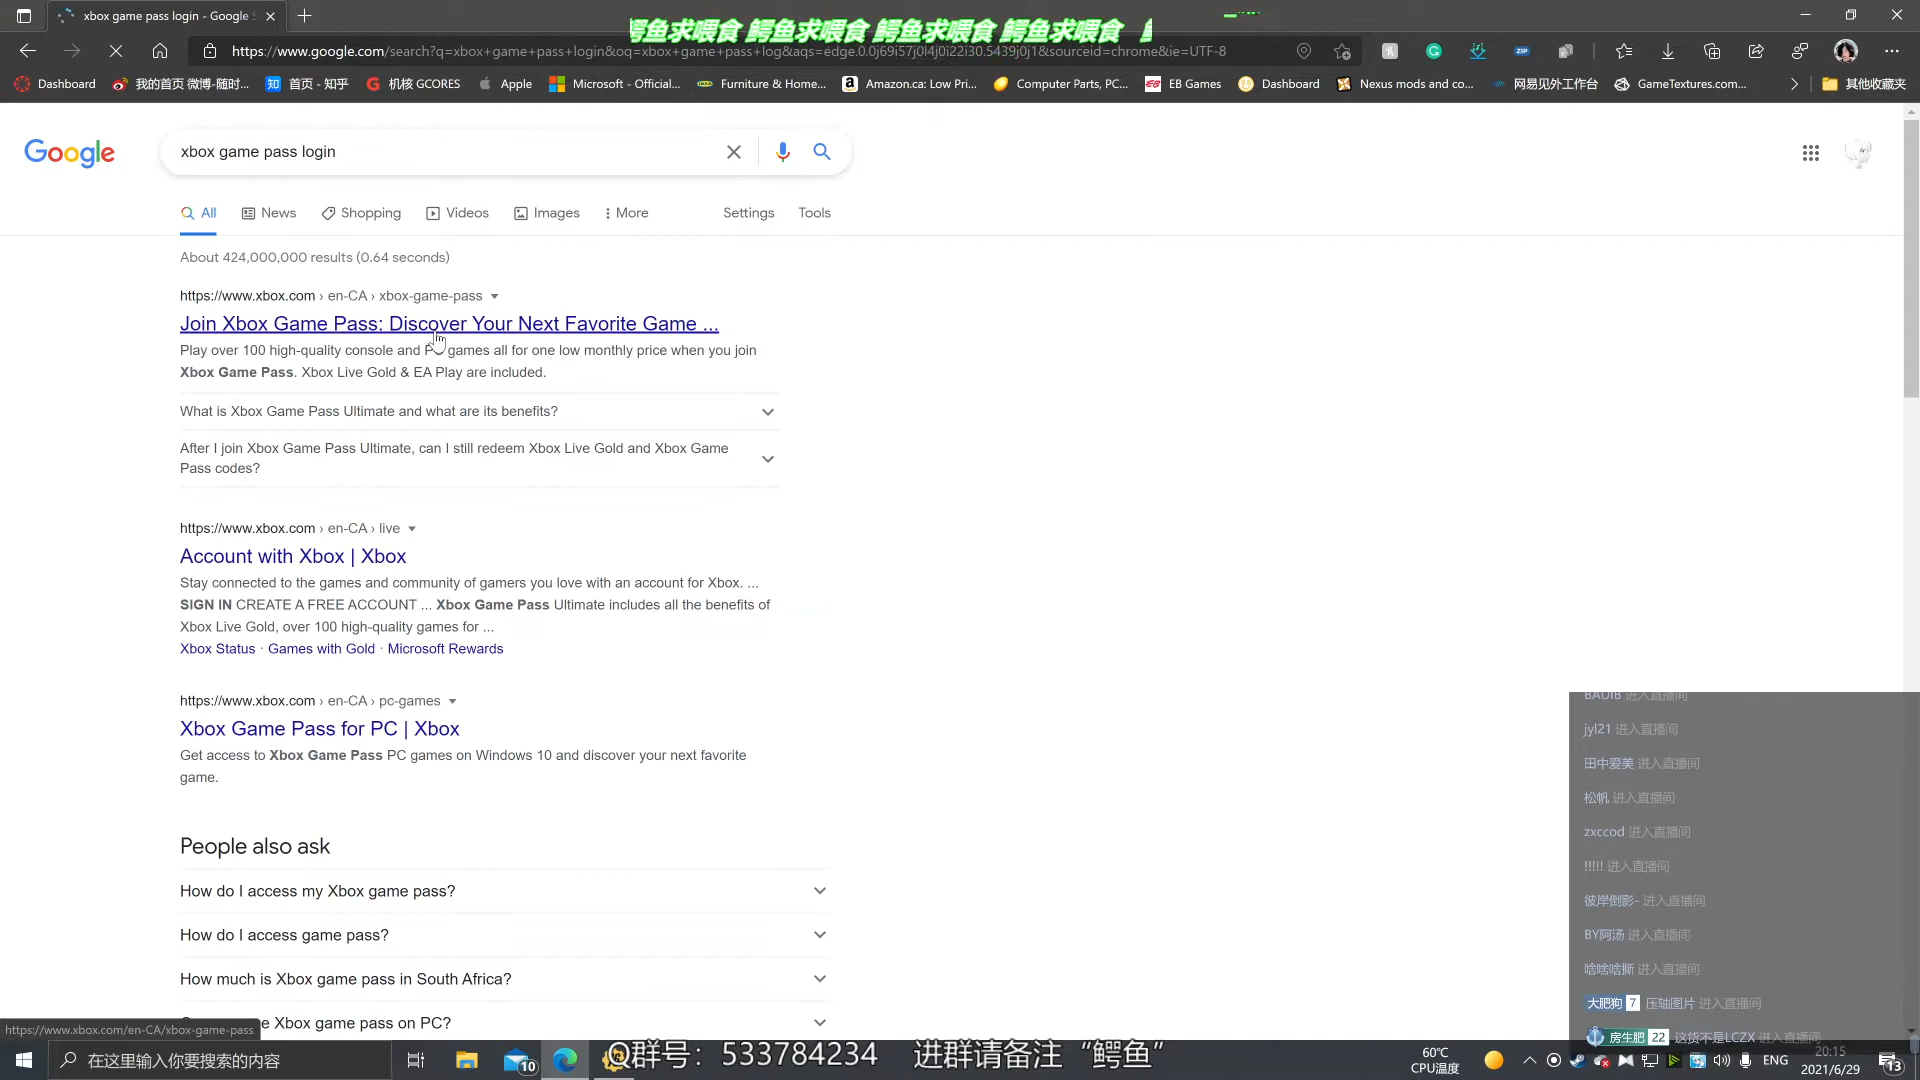 xbox game pass login - Google S
鳄鱼求喂食 鳄鱼求喂食 鳄鱼求喂食 鳄鱼求喂食
https://www.google.com/search?q=xbox+game+pass+login&oq=xbox+game+pass+log&aqs=edge.0.0j69i57j0l4j0i22i30.5439j0j1&sourceid=chrome&ie=UTF-8
ZIP
Dashboard 我的首页 微博-随时... 知 首页 - 知乎 G 机核 GCORES Apple Microsoft - Official... Furniture & Home... a Amazon.ca: Low Pri... Computer Parts, PC... EB EB Games Dashboard Nexus mods and co... 网易见外工作台 GameTextures.com... 其他收藏夹
Google
xbox game pass login
All News Shopping Videos Images More Settings Tools
About 424,000,000 results (0.64 seconds)
https://www.xbox.com › en-CA › xbox-game-pass
Join Xbox Game Pass: Discover Your Next Favorite Game ...
Play over 100 high-quality console and PC games all for one low monthly price when you join
Xbox Game Pass. Xbox Live Gold & EA Play are included.
What is Xbox Game Pass Ultimate and what are its benefits?
After I join Xbox Game Pass Ultimate, can I still redeem Xbox Live Gold and Xbox Game
Pass codes?
https://www.xbox.com › en-CA › live
Account with Xbox | Xbox
Stay connected to the games and community of gamers you love with an account for Xbox. ...
SIGN IN CREATE A FREE ACCOUNT ... Xbox Game Pass Ultimate includes all the benefits of
Xbox Live Gold, over 100 high-quality games for ...
Xbox Status · Games with Gold · Microsoft Rewards
https://www.xbox.com › en-CA › pc-games
Xbox Game Pass for PC | Xbox
Get access to Xbox Game Pass PC games on Windows 10 and discover your next favorite
game.
People also ask
How do I access my Xbox game pass?
How do I access game pass?
How much is Xbox game pass in South Africa?
Xbox game pass on PC?
https://www.xbox.com/en-CA/xbox-game-pass
BAUIB 进入直播间
jyl21 进入直播间
田中爱美 进入直播间
松帆 进入直播间
zxccod 进入直播间
!!!!! 进入直播间
彼岸倒影- 进入直播间
BY阿汤 进入直播间
啥啥啥撕 进入直播间
大肥狗 7 压轴图片 进入直播间
房生肥 22 这货不是LCZX 进入直播间
在这里输入你要搜索的内容
10
Q群号：533784234 进群请备注“鳄鱼”
60℃
CPU温度
ENG
20:15
2021/6/29
13